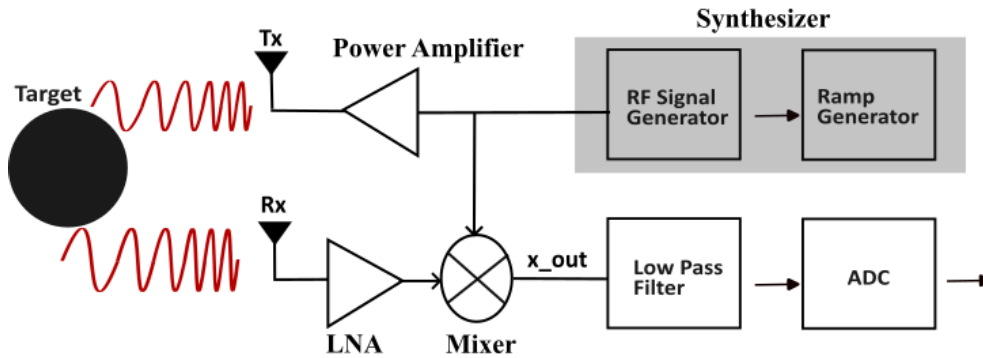 Synthesizer
Tx
Power Amplifier
Target
RF Signal
Generator
Ramp
Generator
Rx
x_out
Low Pass
Filter
ADC
LNA
Mixer